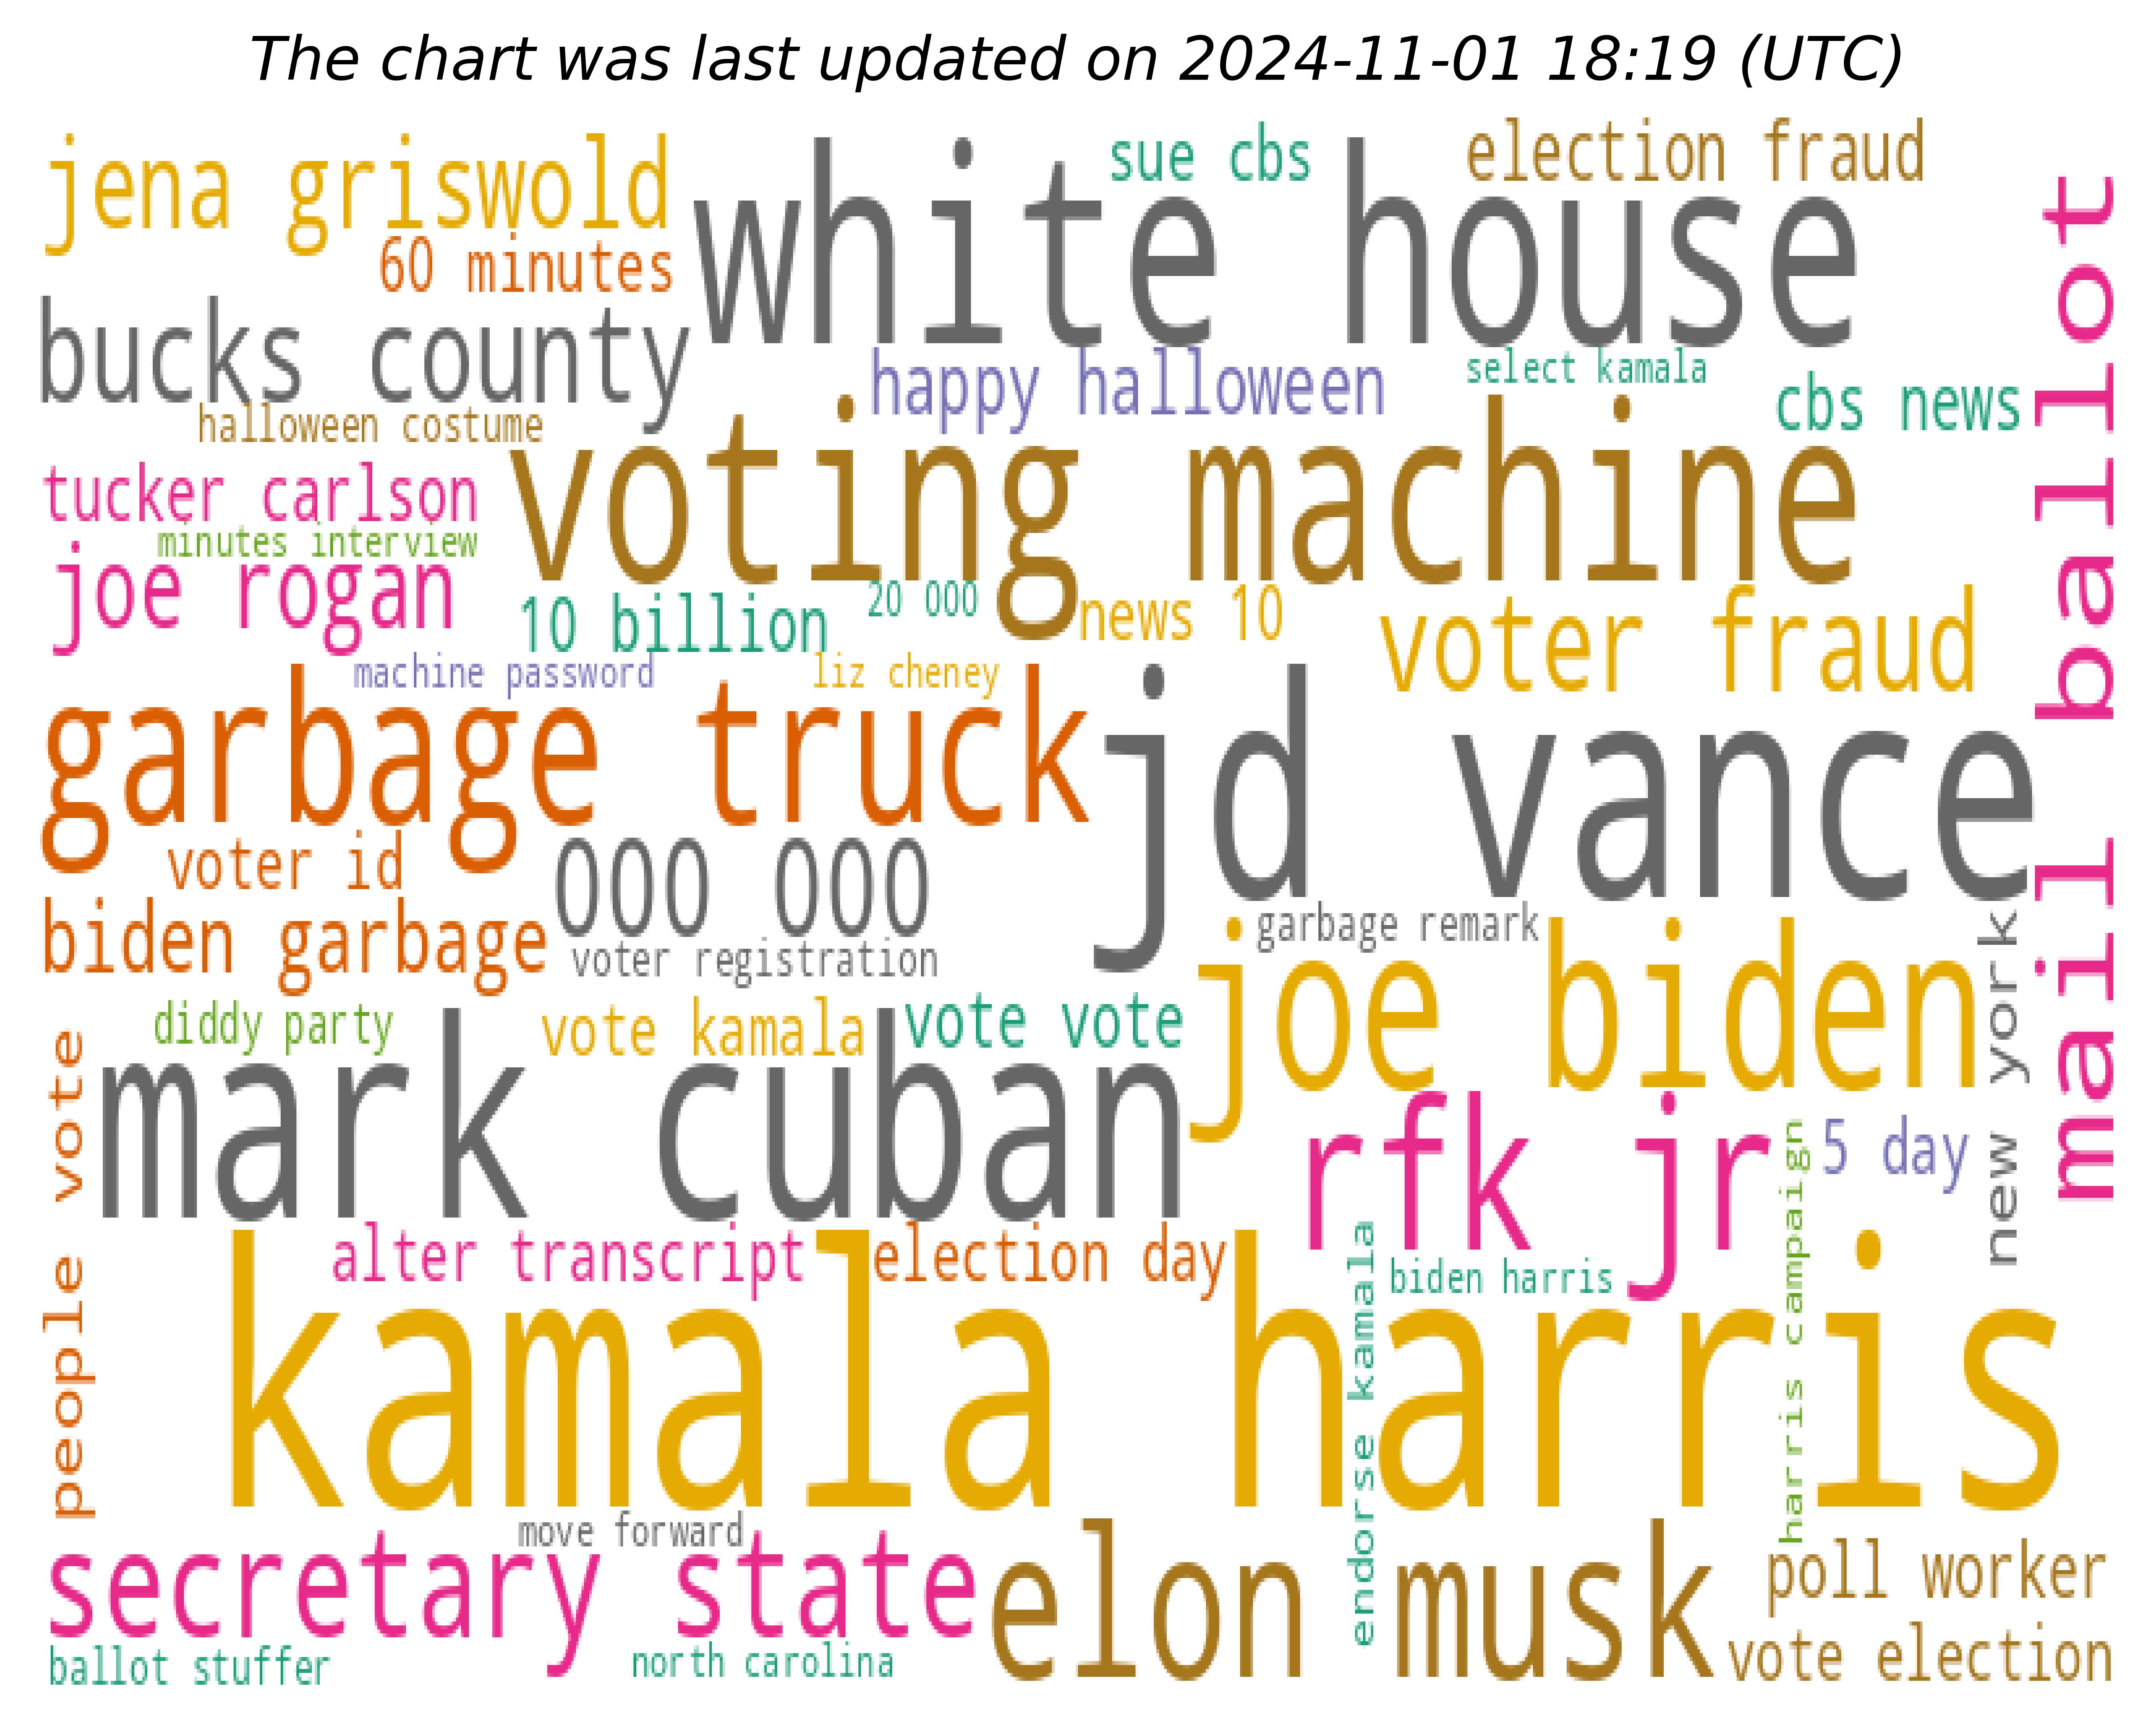 The chart was last updated on 2024-11-01 18:19 (UTC)
jena griswold
white house
sue cbs
election fraud
60 minutes
mail ballot
bucks county
happy halloween
select kamala
cbs news
halloween costume
voting machine
tucker carlson
minutes interview
joe rogan
10 billion
20 000
news 10
voter fraud
machine password
liz cheney
garbage truck
jd vance
voter id
000 000
biden garbage
voter registration
garbage remark
joe biden
new york
diddy party
vote kamala
vote vote
mark cuban
people vote
rfk jr
5 day
harris campaign
alter transcript
election day
endorse kamala
biden harris
kamala harris
move forward
secretary state
elon musk
poll worker
ballot stuffer
north carolina
vote election